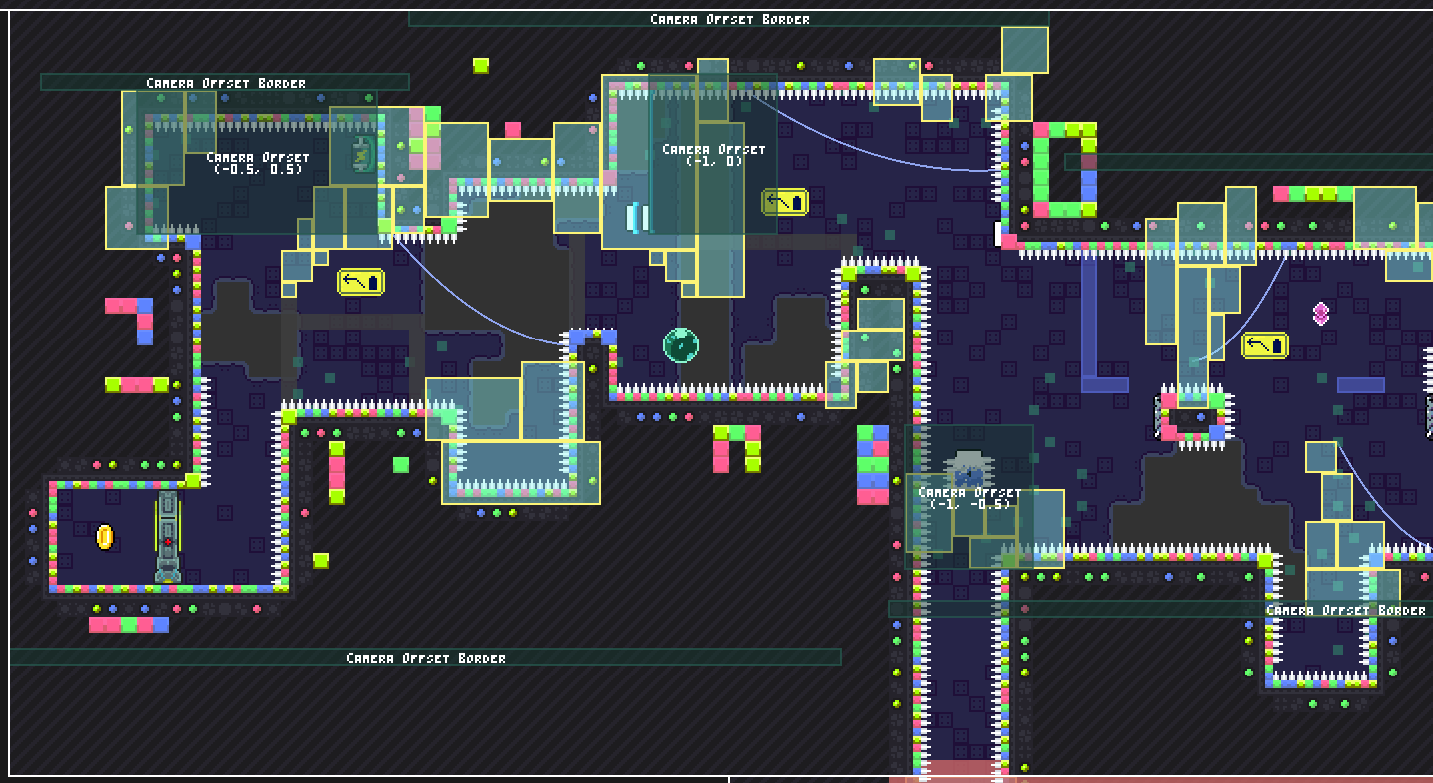 Camera Offset Border
Camera Offset Border
Camera Offset
(-0.5, 0.5)
Camera Offset
(-1, 0)
Camera Offset
(-1, -0.5)
Camera Offset Border
Camera Offset Border